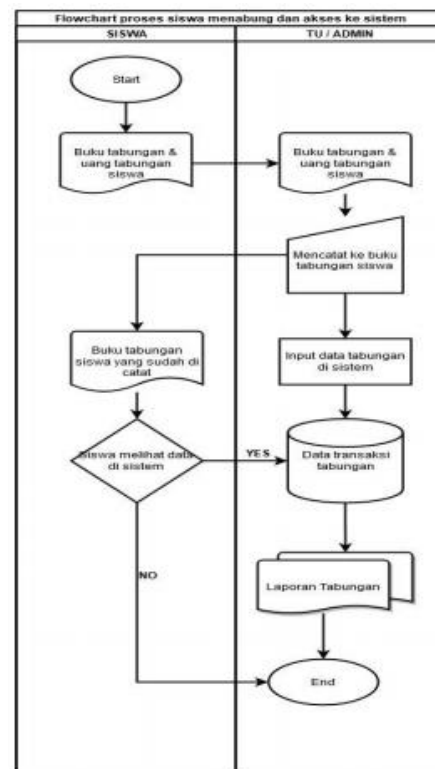 Flowchart proses siswa menabung dan akses ke sistem
SISWA
TU / ADMIN
Start
Buku tabungan &
uang tabungan
siswa
Buku tabungan &
uang tabungan
siswa
Mencatat ke buku
tabungan siswa
Buku tabungan
siswa yang sudah di
catat
Input data tabungan
di sistem
Siswa melihat data
di sistem
YES
Data transaksi
tabungan
NO
Laporan Tabungan
End